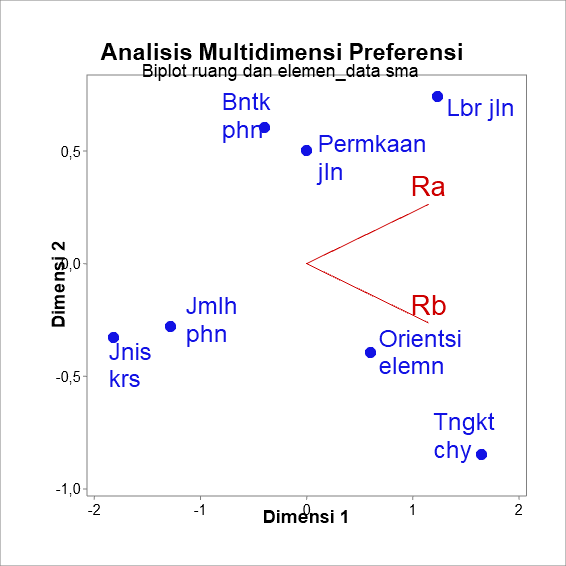 Analisis Multidimensi Preferensi
Biplot ruang dan elemen_data sma
Bntk
phn
Lbr jln
Permkaan
jln
Ra
Rb
Jmlh
phn
Jnis
krs
Orientsi
elemn
Tngkt
chy
Dimensi 2
0,5
0,0
-0,5
-1,0
-2
-1
0
1
2
Dimensi 1